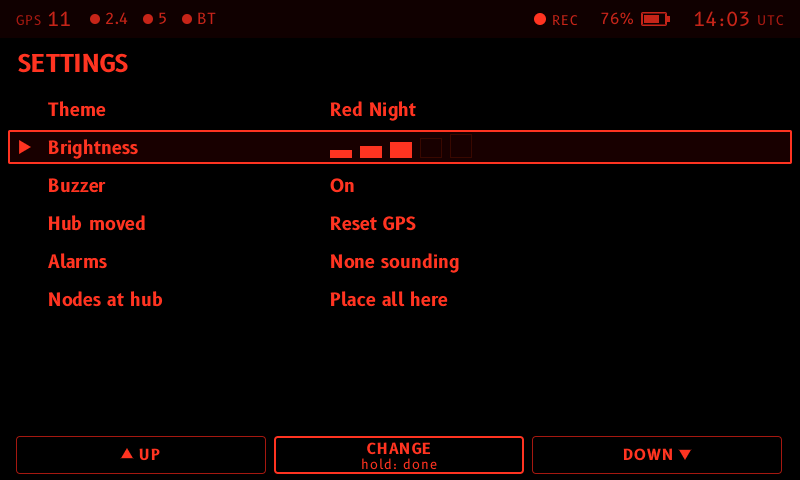 GPS 11 2.4 5 BT REC 76% 14:03 UTC
SETTINGS
Theme Red Night
Brightness
Buzzer On
Hub moved Reset GPS
Alarms None sounding
Nodes at hub Place all here
UP CHANGE DOWN
hold: done